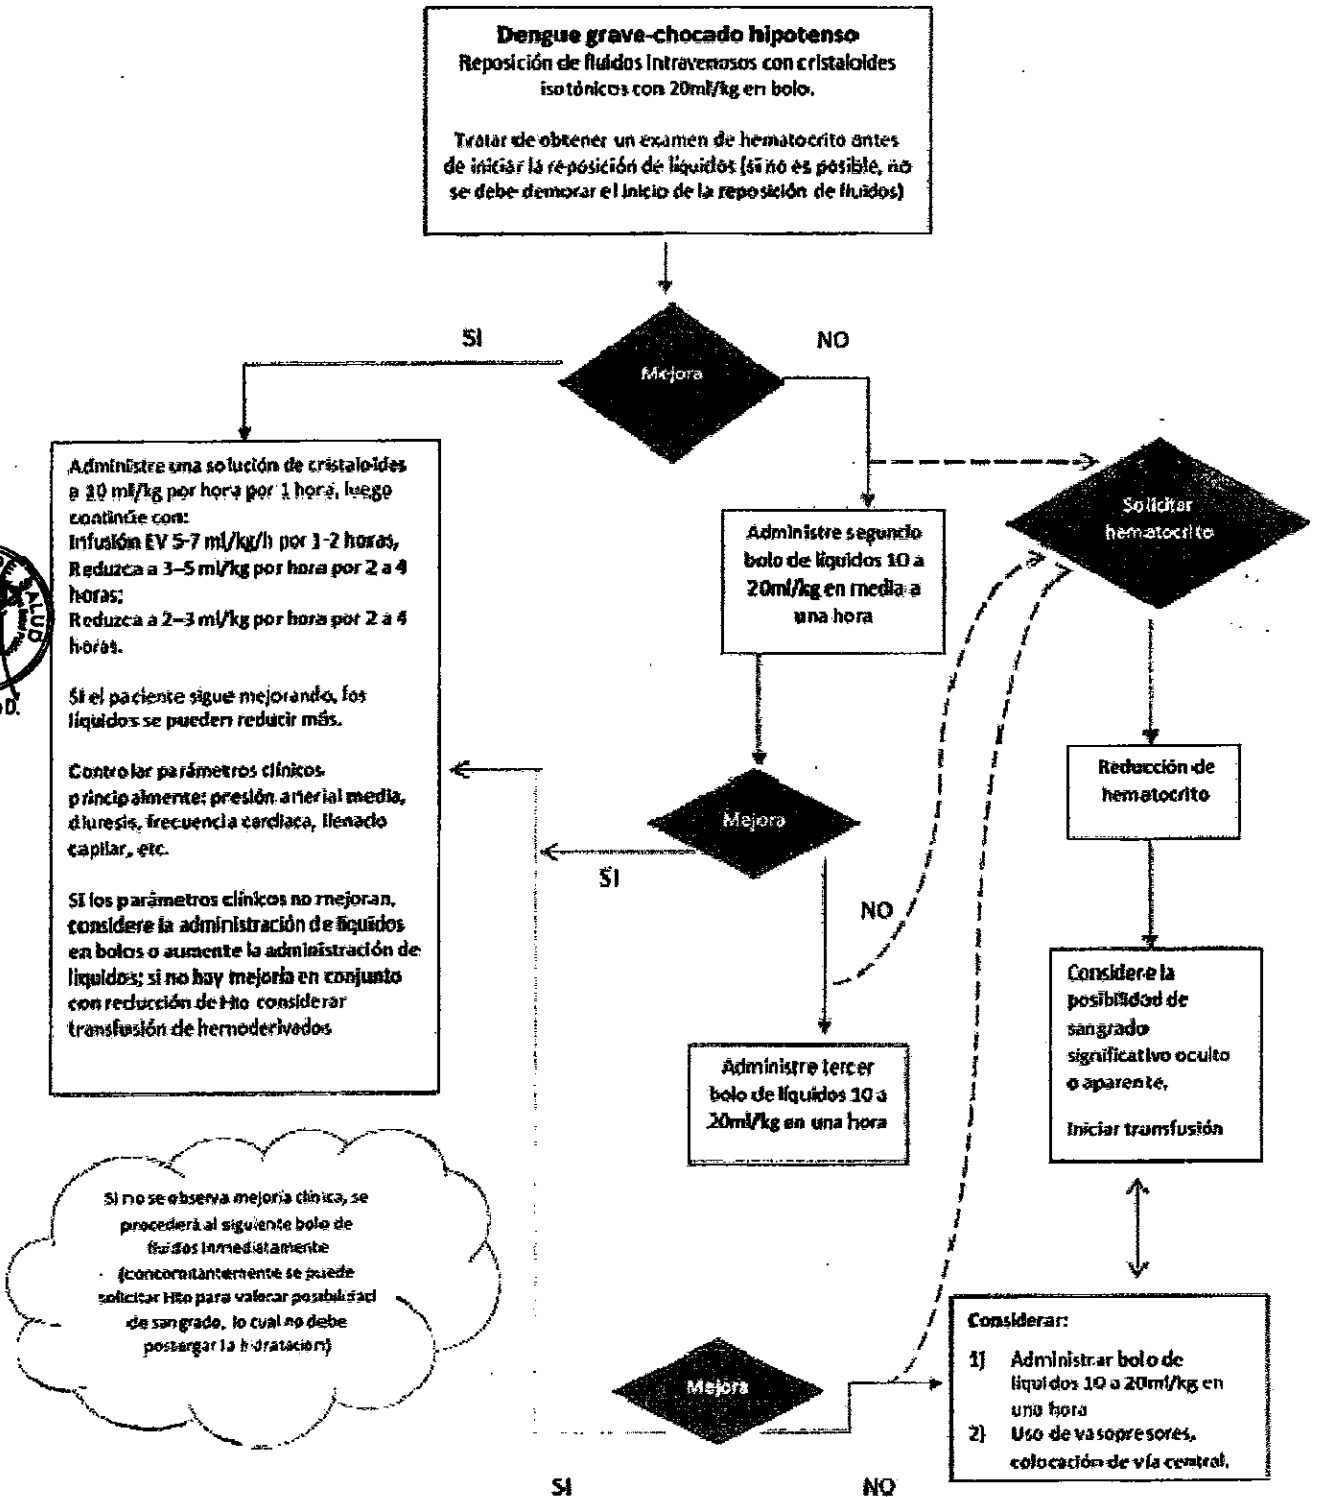 Dengue grave-chocado hipotenso
Reposición de fluidos intravenosos con cristaloides
isotónicos con 20ml/kg en bolo.
Tratar de obtener un examen de hematocrito antes
de iniciar la reposición de líquidos (si no es posible, no
se debe demorar el inicio de la reposición de fluidos)
SI
NO
Mejora
Administre una solución de cristaloides
a 10 ml/kg por hora por 1 hora, luego
continúe con:
Infusión EV 5-7 ml/kg/h por 1-2 horas,
Reduzca a 3–5 ml/kg por hora por 2 a 4
horas;
Reduzca a 2–3 ml/kg por hora por 2 a 4
horas.
Si el paciente sigue mejorando, los
líquidos se pueden reducir más.
Controlar parámetros clínicos
principalmente: presión arterial media,
diuresis, frecuencia cardiaca, llenado
capilar, etc.
SI los parámetros clínicos no mejoran,
considere la administración de líquidos
en bolos o aumente la administración de
líquidos; si no hay mejoría en conjunto
con reducción de Hto considerar
transfusión de hemoderivados
Administre segundo
bolo de líquidos 10 a
20ml/kg en media a
una hora
Solicitar
hematocrito
Mejora
SI
NO
Reducción de
hematocrito
Administre tercer
bolo de líquidos 10 a
20ml/kg en una hora
Considere la
posibilidad de
sangrado
significativo oculto
o aparente.
Iniciar transfusión
Si no se observa mejoría clínica, se
procederá al siguiente bolo de
fluidos inmediatamente
(concomitantemente se puede
solicitar Hto para valorar posibilidad
de sangrado, lo cual no debe
postergar la hidratación)
Mejora
SI
NO
Considerar:
1) Administrar bolo de
líquidos 10 a 20ml/kg en
una hora
2) Uso de vasopresores,
colocación de vía central.
SALUD
D.